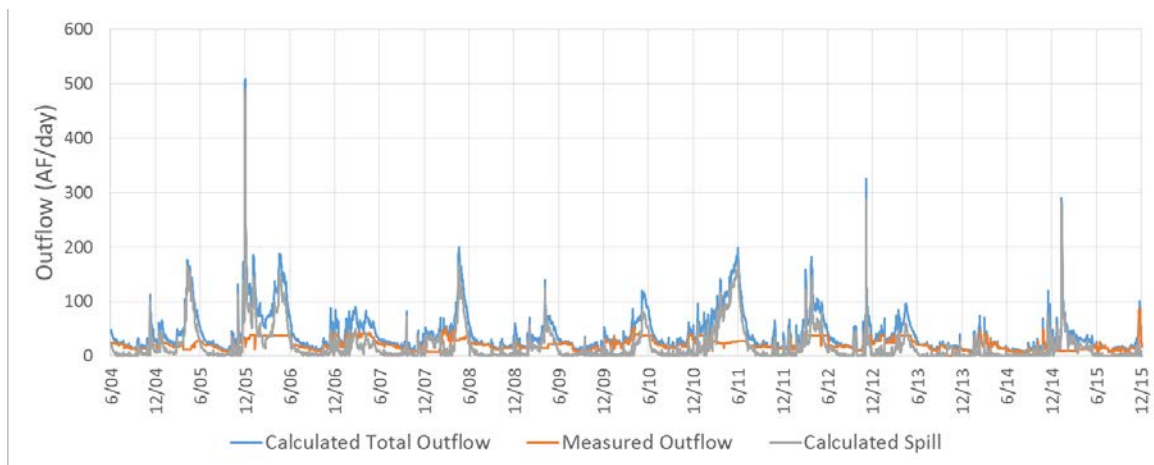 600
500
400
300
200
100
0
Outflow (AF/day)
6/04 12/04 6/05 12/05 6/06 12/06 6/07 12/07 6/08 12/08 6/09 12/09 6/10 12/10 6/11 12/11 6/12 12/12 6/13 12/13 6/14 12/14 6/15 12/15
Calculated Total Outflow Measured Outflow Calculated Spill